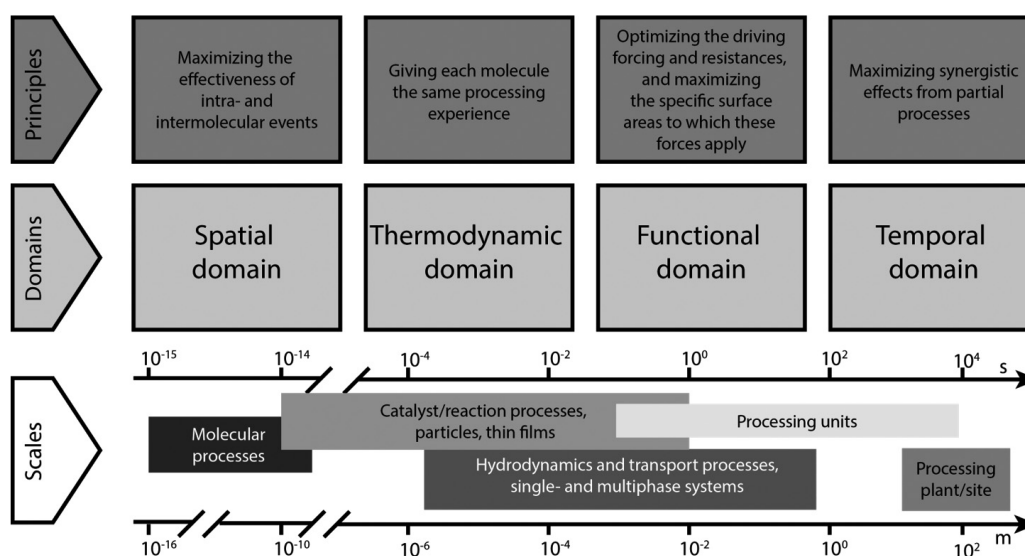 Principles
Maximizing the
effectiveness of
intra- and
intermolecular events
Giving each molecule
the same processing
experience
Optimizing the driving
forcing and resistances,
and maximizing
the specific surface
areas to which these
forces apply
Maximizing synergistic
effects from partial
processes
Domains
Spatial
domain
Thermodynamic
domain
Functional
domain
Temporal
domain
Scales
10⁻¹⁵ 10⁻¹⁴ 10⁻⁴ 10⁻² 10⁰ 10² 10⁴ s
Molecular
processes
Catalyst/reaction processes,
particles, thin films
Processing units
Hydrodynamics and transport processes,
single- and multiphase systems
Processing
plant/site
10⁻¹⁶ 10⁻¹⁰ 10⁻⁶ 10⁻⁴ 10⁻² 10⁰ 10² m